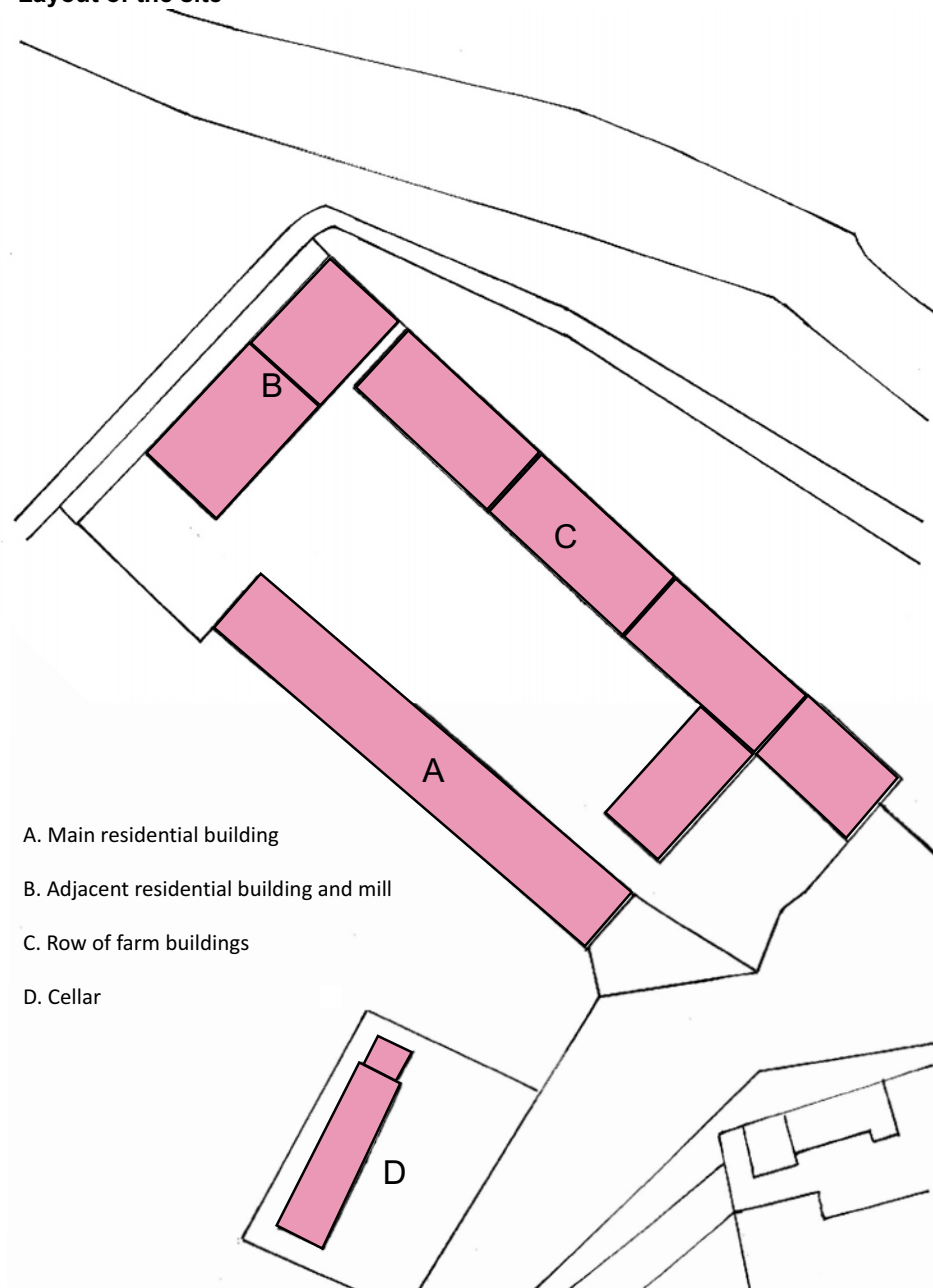 Layout of the site
B
C
A
A. Main residential building
B. Adjacent residential building and mill
C. Row of farm buildings
D. Cellar
D